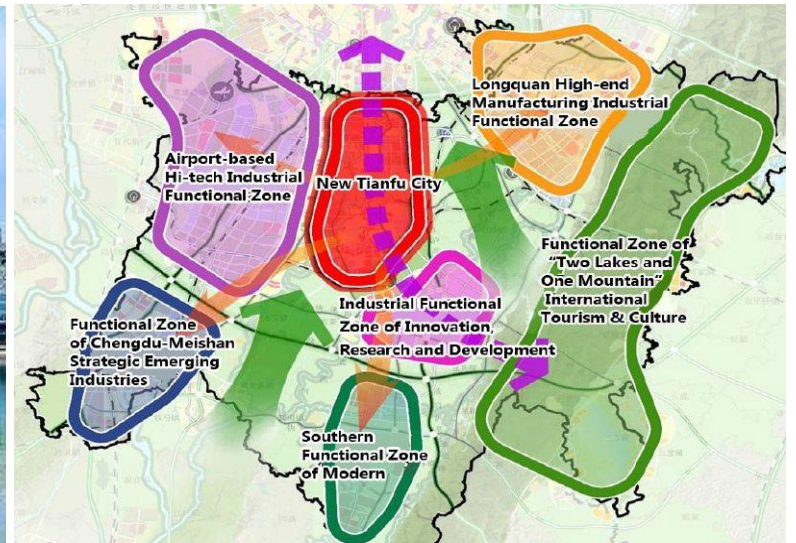 Longquan High-end
Manufacturing Industrial
Functional Zone
Airport-based
Hi-tech Industrial
Functional Zone
New Tianfu City
Functional Zone of
"Two Lakes and
One Mountain"
International
Tourism & Culture
Industrial Functional
Zone of Innovation,
Research and Development
Functional Zone
of Chengdu-Meishan
Strategic Emerging
Industries
Southern
Functional Zone
of Modern